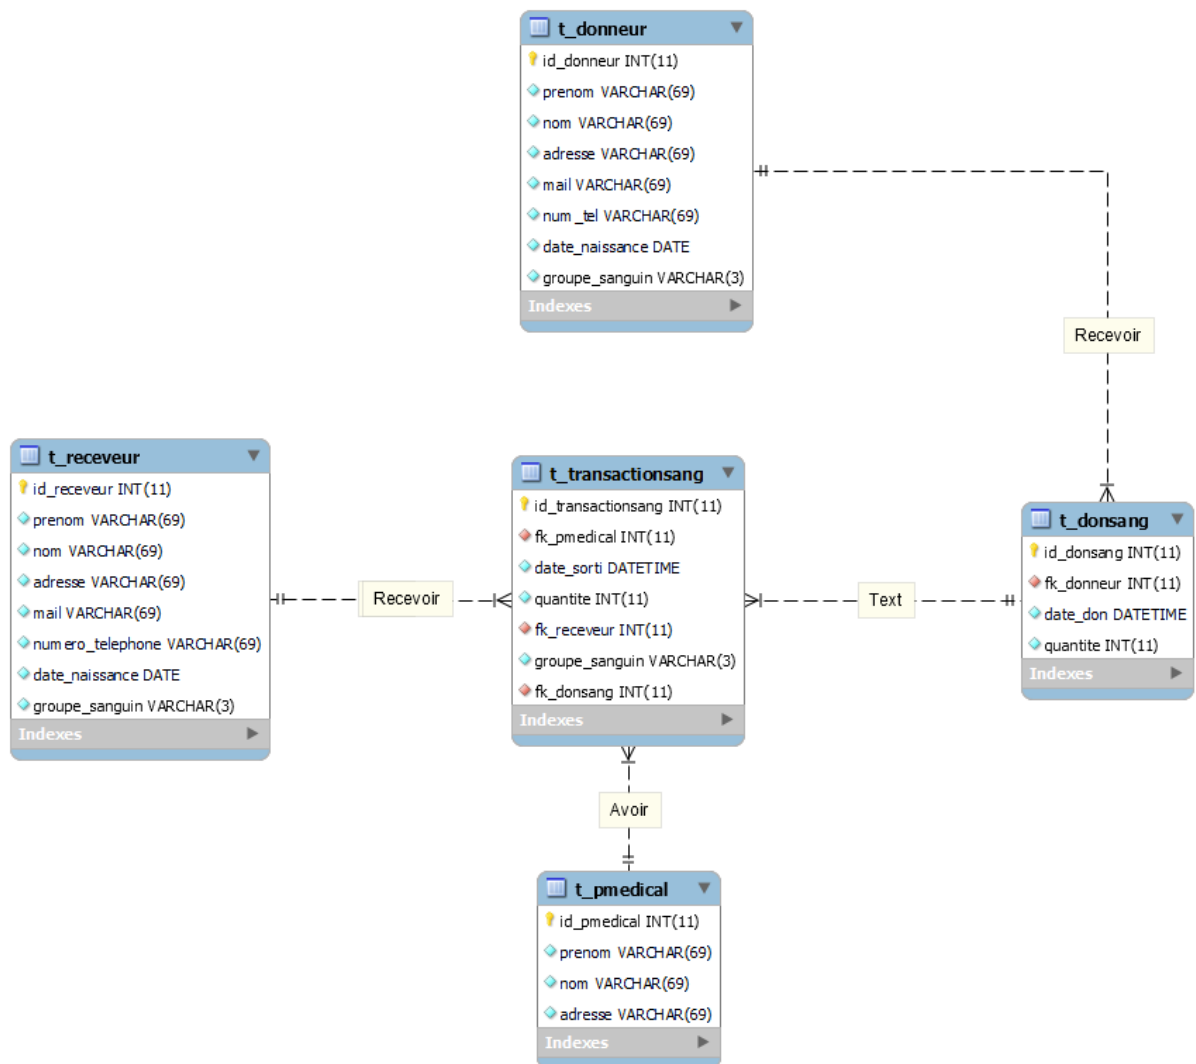 t_donneur
id_donneur INT(11)
prenom VARCHAR(69)
nom VARCHAR(69)
adresse VARCHAR(69)
mail VARCHAR(69)
num_tel VARCHAR(69)
date_naissance DATE
groupe_sanguin VARCHAR(3)
Indexes
Recevoir
t_receveur
id_receveur INT(11)
prenom VARCHAR(69)
nom VARCHAR(69)
adresse VARCHAR(69)
mail VARCHAR(69)
numero_telephone VARCHAR(69)
date_naissance DATE
groupe_sanguin VARCHAR(3)
Indexes
Recevoir
t_transactionsang
id_transactionsang INT(11)
fk_pmedical INT(11)
date_sorti DATETIME
quantite INT(11)
fk_receveur INT(11)
groupe_sanguin VARCHAR(3)
fk_donsang INT(11)
Indexes
Text
t_donsang
id_donsang INT(11)
fk_donneur INT(11)
date_don DATETIME
quantite INT(11)
Indexes
Avoir
t_pmedical
id_pmedical INT(11)
prenom VARCHAR(69)
nom VARCHAR(69)
adresse VARCHAR(69)
Indexes